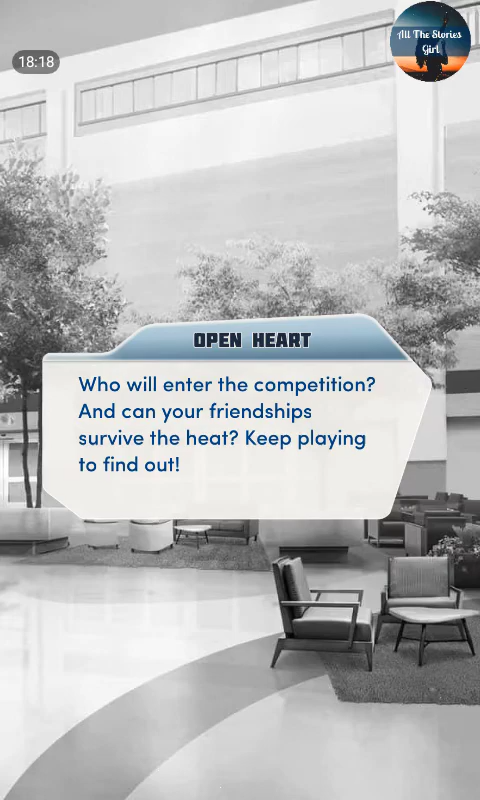 All The Stories
Girl
18:18
OPEN HEART
Who will enter the competition?
And can your friendships
survive the heat? Keep playing
to find out!